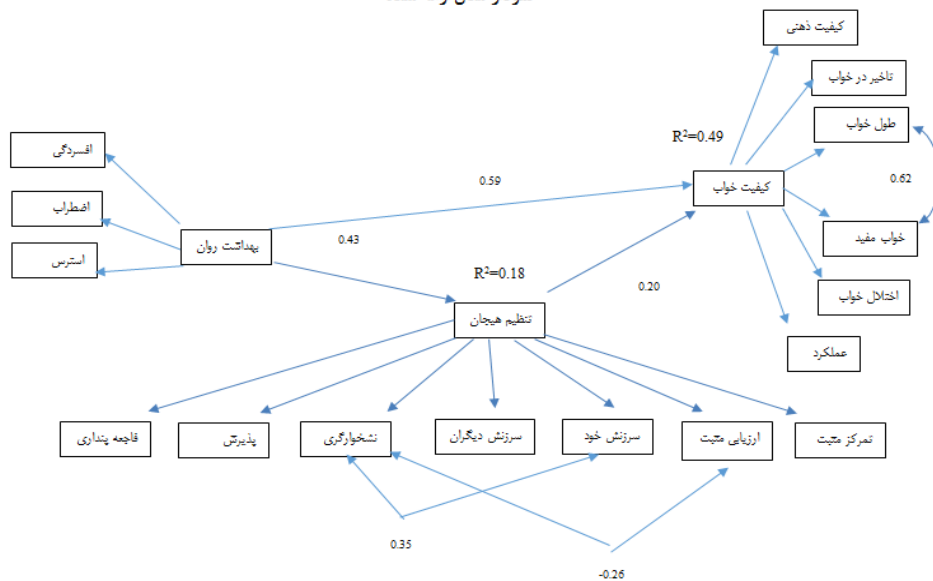 کیفیت ذهنی
تاخیر در خواب
R²=0.49
طول خواب
افسردگی
0.59
کیفیت خواب
0.62
اضطراب
0.43
بهداشت روان
خواب مفید
استرس
R²=0.18
0.20
اختلال خواب
تنظیم هیجان
عملکرد
تمرکز مثبت
ارزیابی مثبت
سرزنش خود
سرزنش دیگران
نشخوارگری
پذیرش
فاجعه پنداری
0.35
-0.26